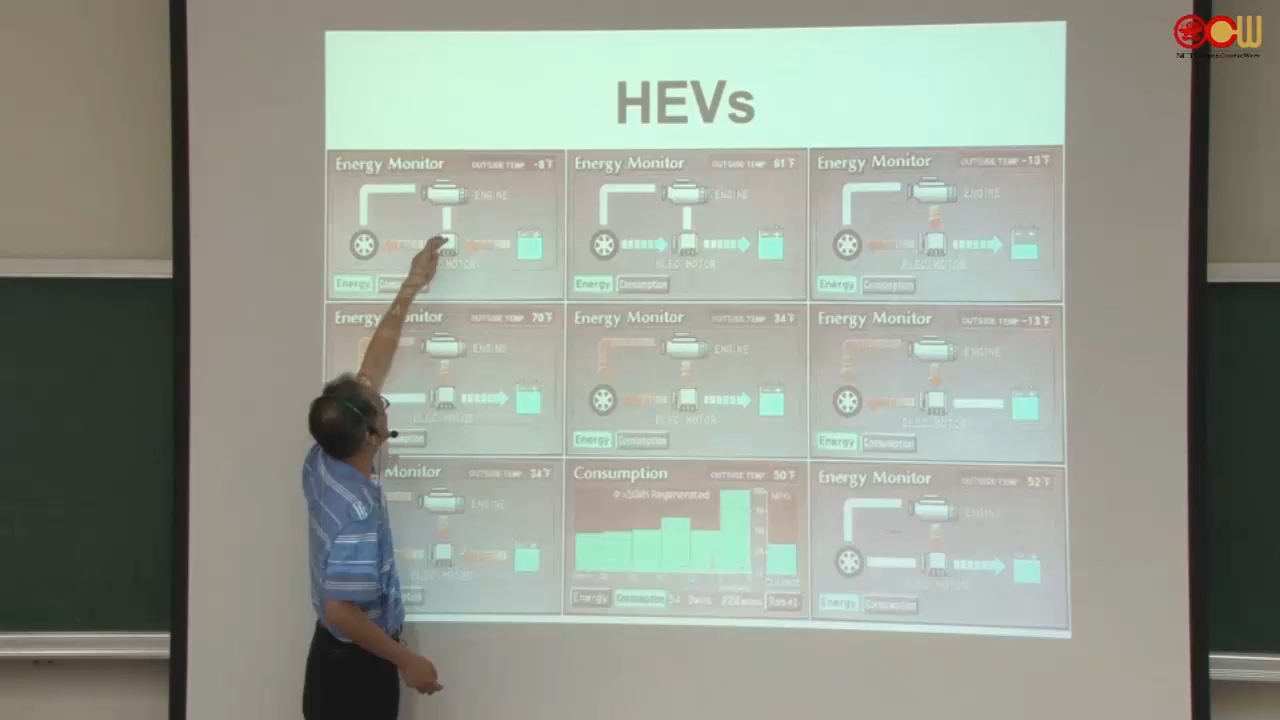 OCW
HEVs
Energy Monitor OUTSIDE TEMP -8°F
ENGINE
MOTOR
Energy
Energy Monitor OUTSIDE TEMP 61°F
ENGINE
ELEC MOTOR
Energy Consumption
Energy Monitor OUTSIDE TEMP -13°F
ENGINE
ELEC MOTOR
Energy Consumption
Energy Monitor OUTSIDE TEMP 70°F
ENGINE
ELEC MOTOR
Energy Monitor OUTSIDE TEMP 34°F
ENGINE
ELEC MOTOR
Energy Consumption
Energy Monitor OUTSIDE TEMP -13°F
ENGINE
ELEC MOTOR
Energy Consumption
Monitor OUTSIDE TEMP 34°F
ENGINE
ELEC MOTOR
Consumption OUTSIDE TEMP 50°F
Regenerated MPG
Energy Consumption
Energy Monitor OUTSIDE TEMP 52°F
ENGINE
ELEC MOTOR
Energy Consumption